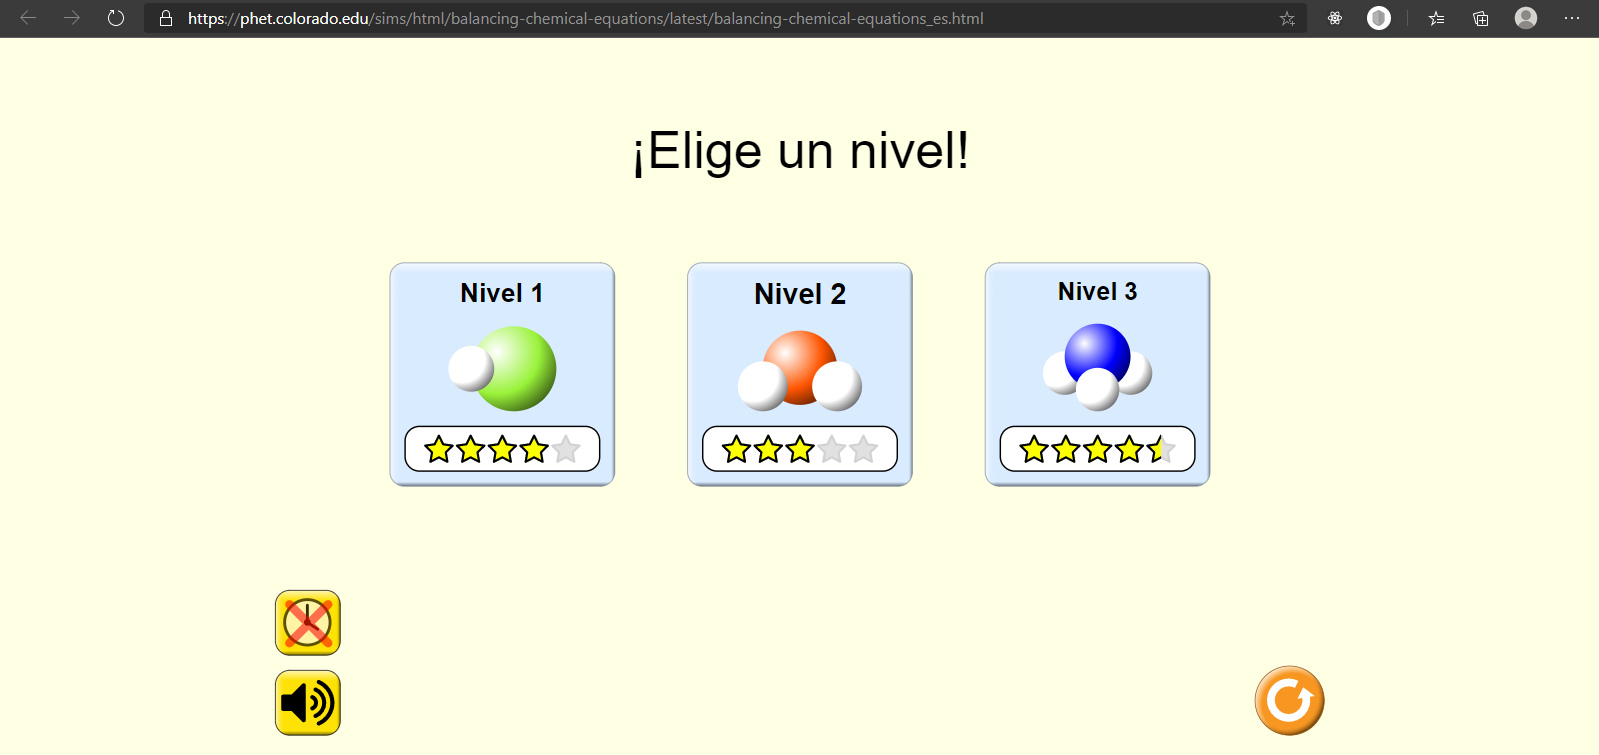 https://phet.colorado.edu/sims/html/balancing-chemical-equations/latest/balancing-chemical-equations_es.html
¡Elige un nivel!
Nivel 1
Nivel 2
Nivel 3